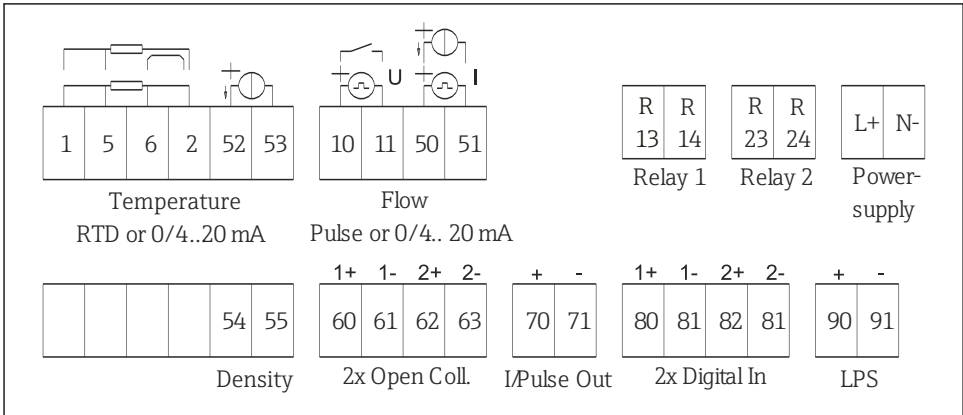 U I
1 5 6 2 52 53 10 11 50 51
R R R R
13 14 23 24
L+ N-
Relay 1 Relay 2 Power-
supply
Temperature Flow
RTD or 0/4..20 mA Pulse or 0/4.. 20 mA
1+ 1- 2+ 2- + - 1+ 1- 2+ 2- + -
54 55 60 61 62 63 70 71 80 81 82 81 90 91
Density 2x Open Coll. I/Pulse Out 2x Digital In LPS